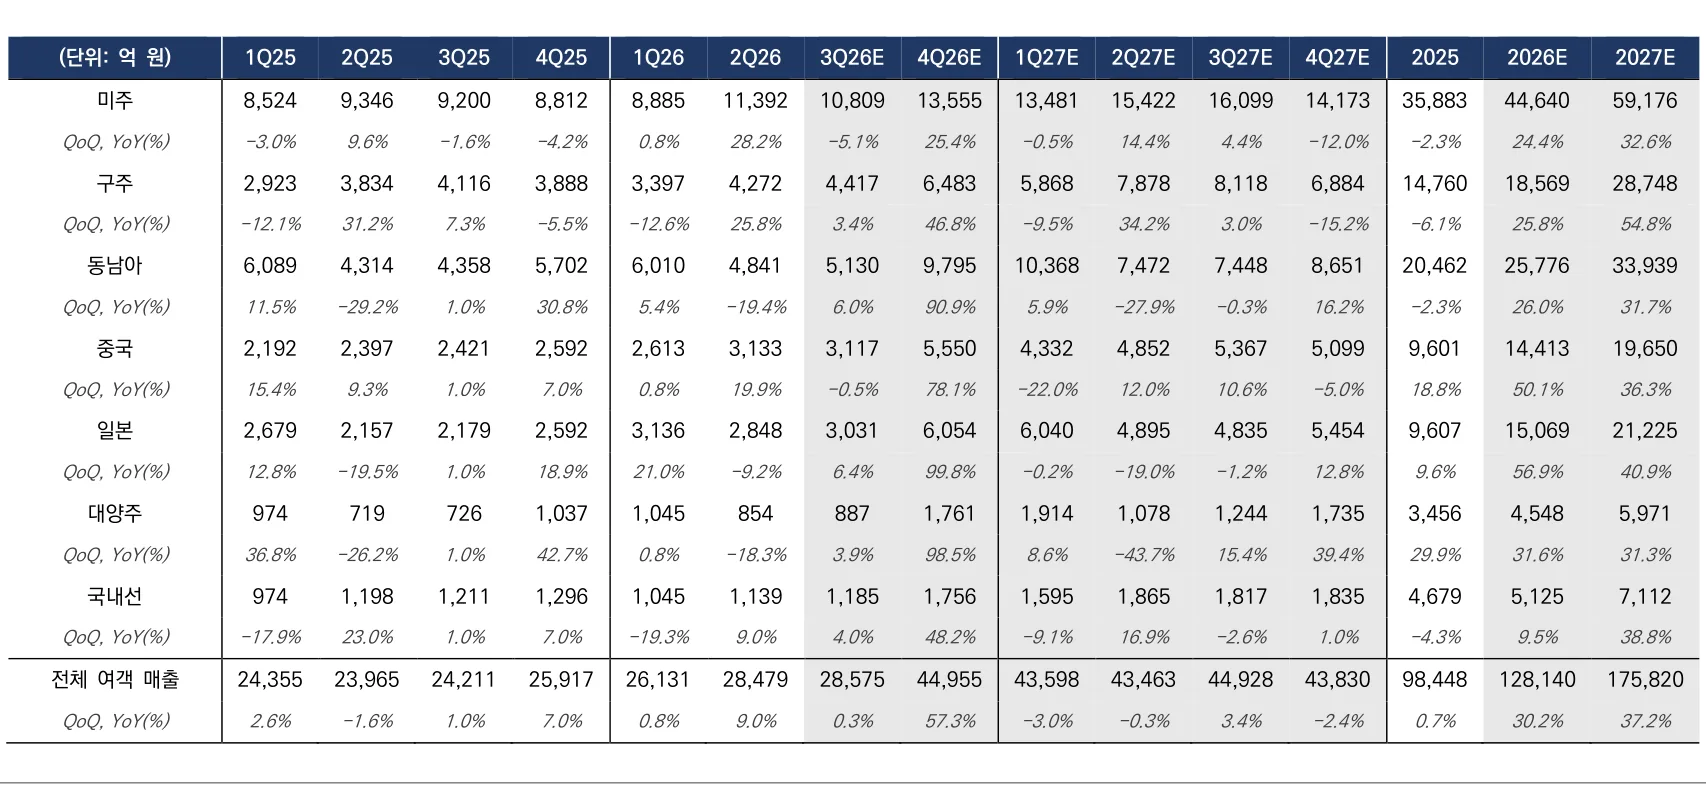 (단위: 억 원) 1Q25 2Q25 3Q25 4Q25 1Q26 2Q26 3Q26E 4Q26E 1Q27E 2Q27E 3Q27E 4Q27E 2025 2026E 2027E
미주 8,524 9,346 9,200 8,812 8,885 11,392 10,809 13,555 13,481 15,422 16,099 14,173 35,883 44,640 59,176
QoQ, YoY(%) -3.0% 9.6% -1.6% -4.2% 0.8% 28.2% -5.1% 25.4% -0.5% 14.4% 4.4% -12.0% -2.3% 24.4% 32.6%
구주 2,923 3,834 4,116 3,888 3,397 4,272 4,417 6,483 5,868 7,878 8,118 6,884 14,760 18,569 28,748
QoQ, YoY(%) -12.1% 31.2% 7.3% -5.5% -12.6% 25.8% 3.4% 46.8% -9.5% 34.2% 3.0% -15.2% -6.1% 25.8% 54.8%
동남아 6,089 4,314 4,358 5,702 6,010 4,841 5,130 9,795 10,368 7,472 7,448 8,651 20,462 25,776 33,939
QoQ, YoY(%) 11.5% -29.2% 1.0% 30.8% 5.4% -19.4% 6.0% 90.9% 5.9% -27.9% -0.3% 16.2% -2.3% 26.0% 31.7%
중국 2,192 2,397 2,421 2,592 2,613 3,133 3,117 5,550 4,332 4,852 5,367 5,099 9,601 14,413 19,650
QoQ, YoY(%) 15.4% 9.3% 1.0% 7.0% 0.8% 19.9% -0.5% 78.1% -22.0% 12.0% 10.6% -5.0% 18.8% 50.1% 36.3%
일본 2,679 2,157 2,179 2,592 3,136 2,848 3,031 6,054 6,040 4,895 4,835 5,454 9,607 15,069 21,225
QoQ, YoY(%) 12.8% -19.5% 1.0% 18.9% 21.0% -9.2% 6.4% 99.8% -0.2% -19.0% -1.2% 12.8% 9.6% 56.9% 40.9%
대양주 974 719 726 1,037 1,045 854 887 1,761 1,914 1,078 1,244 1,735 3,456 4,548 5,971
QoQ, YoY(%) 36.8% -26.2% 1.0% 42.7% 0.8% -18.3% 3.9% 98.5% 8.6% -43.7% 15.4% 39.4% 29.9% 31.6% 31.3%
국내선 974 1,198 1,211 1,296 1,045 1,139 1,185 1,756 1,595 1,865 1,817 1,835 4,679 5,125 7,112
QoQ, YoY(%) -17.9% 23.0% 1.0% 7.0% -19.3% 9.0% 4.0% 48.2% -9.1% 16.9% -2.6% 1.0% -4.3% 9.5% 38.8%
전체 여객 매출 24,355 23,965 24,211 25,917 26,131 28,479 28,575 44,955 43,598 43,463 44,928 43,830 98,448 128,140 175,820
QoQ, YoY(%) 2.6% -1.6% 1.0% 7.0% 0.8% 9.0% 0.3% 57.3% -3.0% -0.3% 3.4% -2.4% 0.7% 30.2% 37.2%